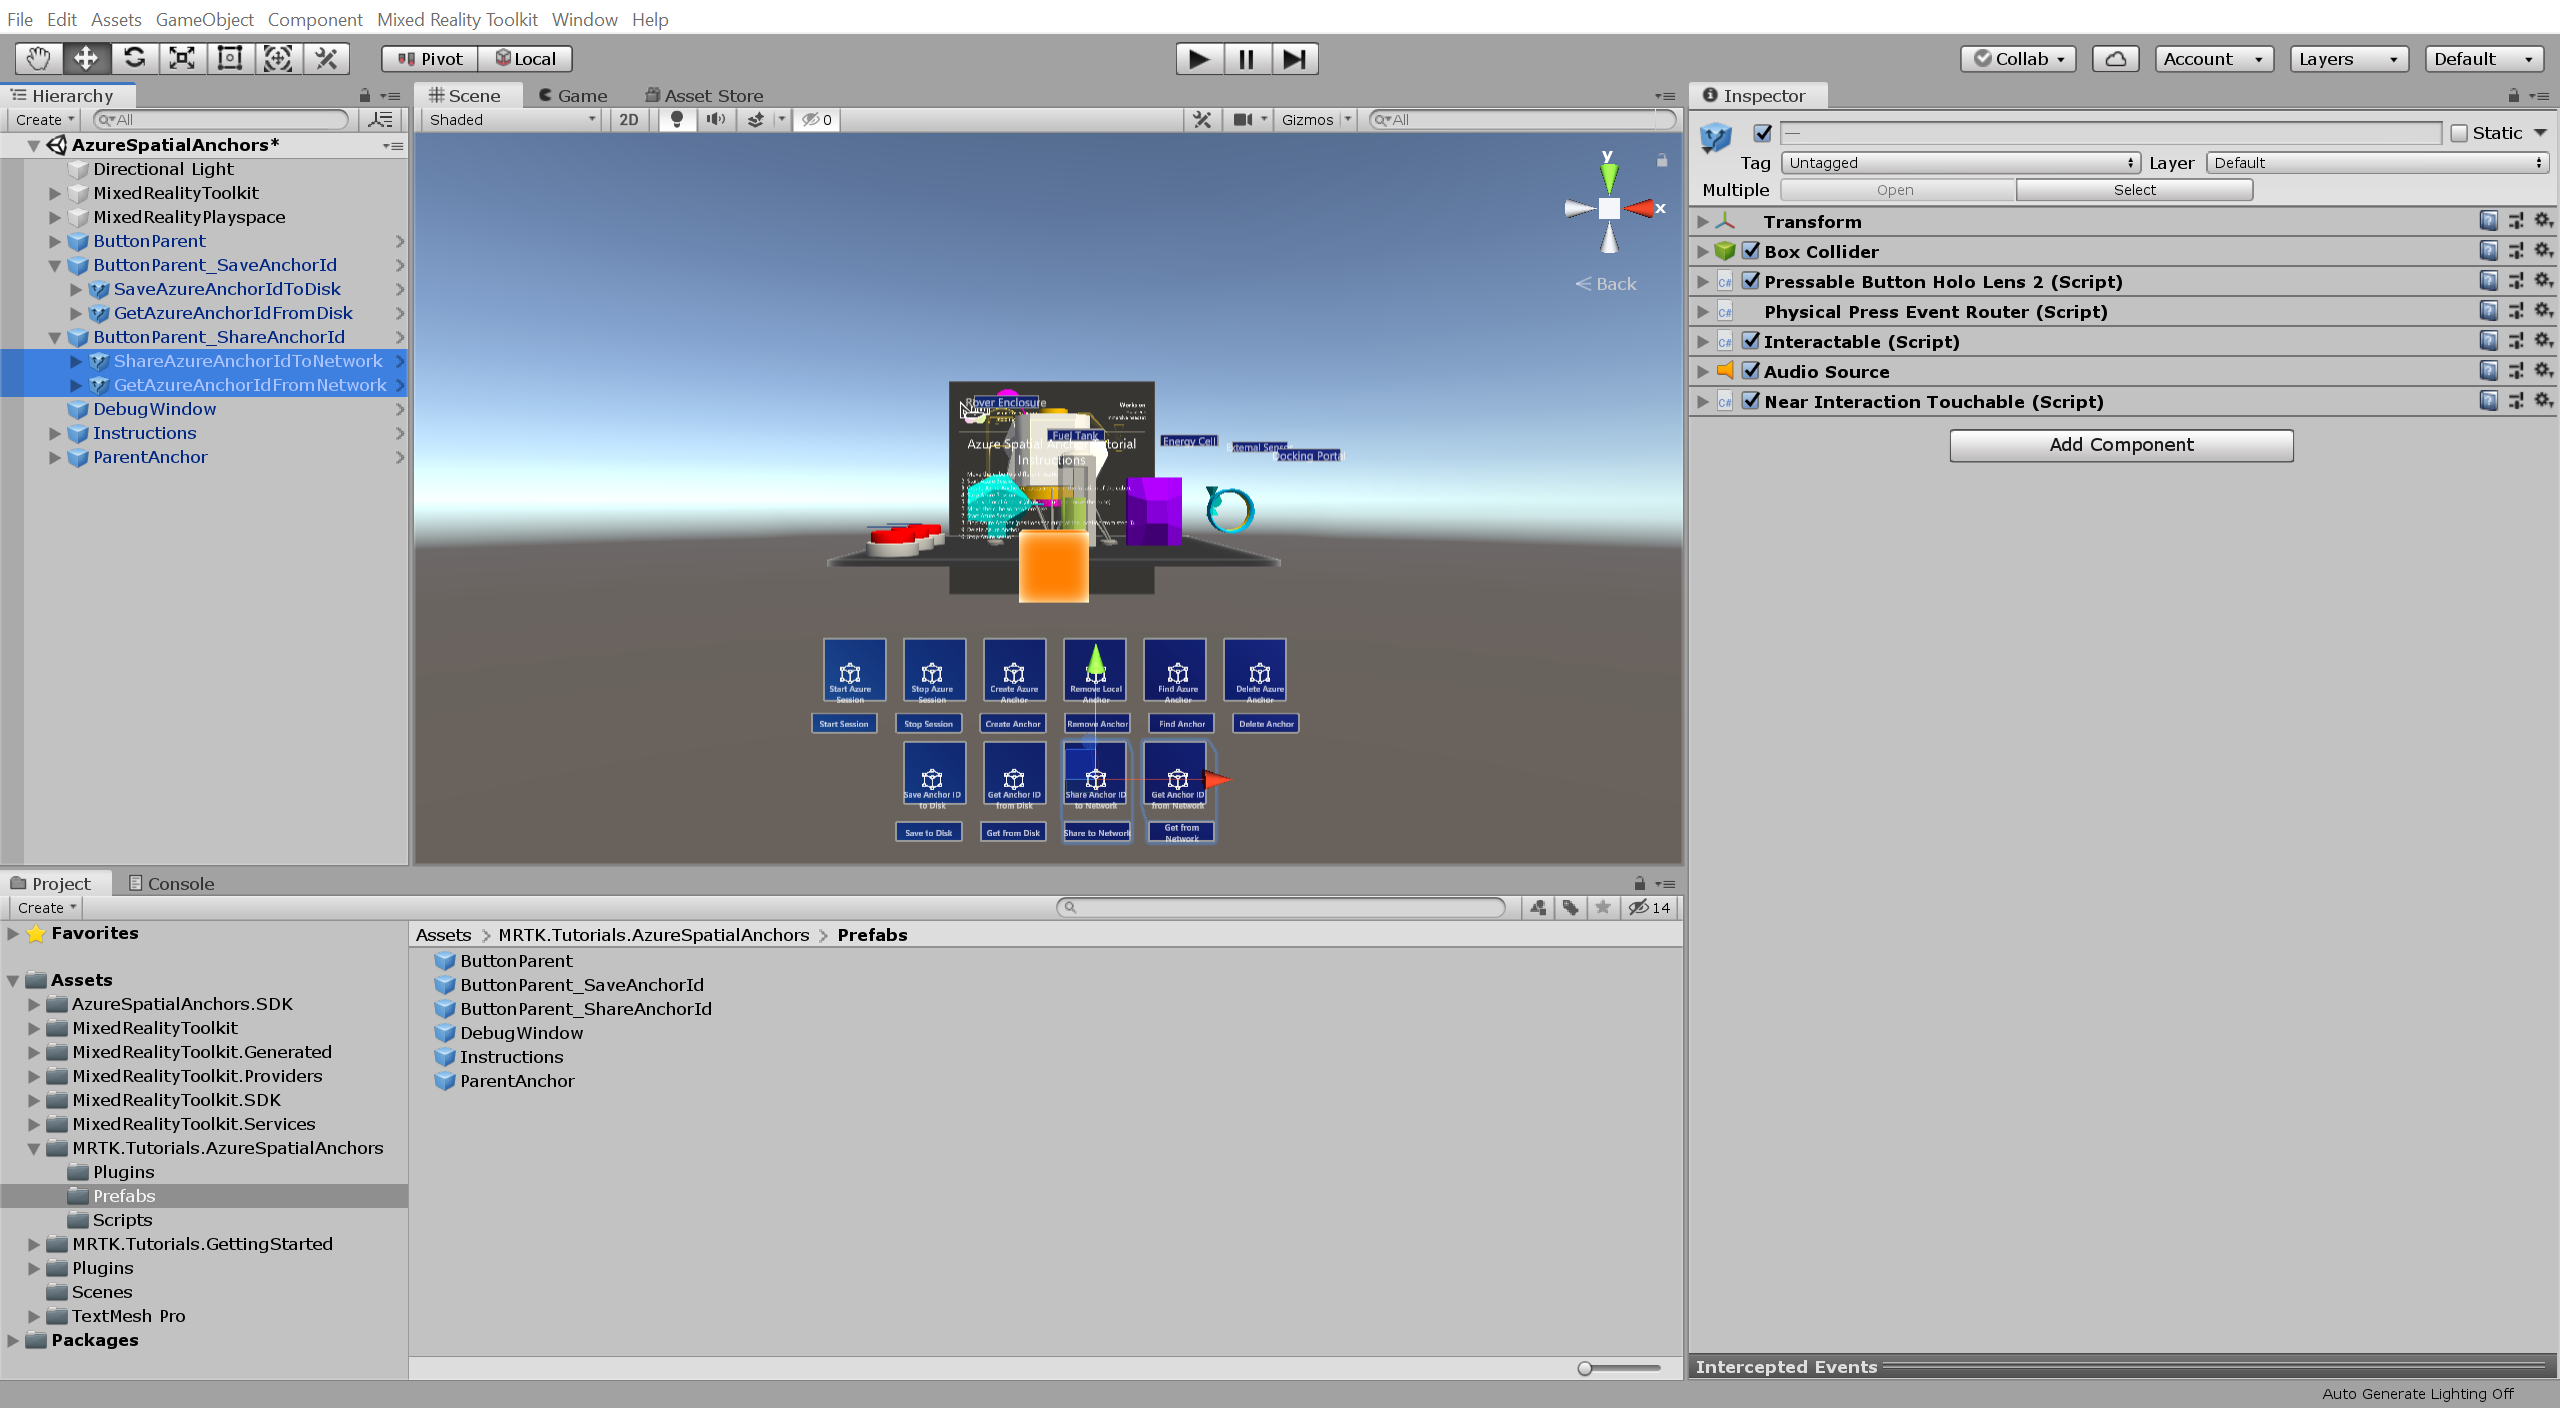 File Edit Assets GameObject Component Mixed Reality Toolkit Window Help
Pivot Local Collab Account Layers Default
Hierarchy
Create All
AzureSpatialAnchors*
Directional Light
MixedRealityToolkit
MixedRealityPlayspace
ButtonParent
ButtonParent_SaveAnchorId
SaveAzureAnchorIdToDisk
GetAzureAnchorIdFromDisk
ButtonParent_ShareAnchorId
ShareAzureAnchorIdToNetwork
GetAzureAnchorIdFromNetwork
DebugWindow
Instructions
ParentAnchor
Scene Game Asset Store
Shaded 2D 0 Gizmos All
y
x
Back
Rover Enclosure
Fuel Tank
Energy Cell
Docking Portal
Azure Spatial
Instructions
Start Azure Session
Stop Azure Session
Create Azure Anchor
Remove Local Anchor
Find Azure Anchor
Delete Azure Anchor
Start Session Stop Session Create Anchor Remove Anchor Find Anchor Delete Anchor
Save Anchor ID to Disk
Get Anchor ID from Disk
Share Anchor ID to Network
Get Anchor ID from Network
Save to Disk Get from Disk Share to Network Get from Network
Inspector
—
Static
Tag Untagged Layer Default
Multiple Open Select
Transform
Box Collider
Pressable Button Holo Lens 2 (Script)
Physical Press Event Router (Script)
Interactable (Script)
Audio Source
Near Interaction Touchable (Script)
Add Component
Project Console
Create 14
Favorites
Assets
AzureSpatialAnchors.SDK
MixedRealityToolkit
MixedRealityToolkit.Generated
MixedRealityToolkit.Providers
MixedRealityToolkit.SDK
MixedRealityToolkit.Services
MRTK.Tutorials.AzureSpatialAnchors
Plugins
Prefabs
Scripts
MRTK.Tutorials.GettingStarted
Plugins
Scenes
TextMesh Pro
Packages
Assets > MRTK.Tutorials.AzureSpatialAnchors > Prefabs
ButtonParent
ButtonParent_SaveAnchorId
ButtonParent_ShareAnchorId
DebugWindow
Instructions
ParentAnchor
Intercepted Events
Auto Generate Lighting Off